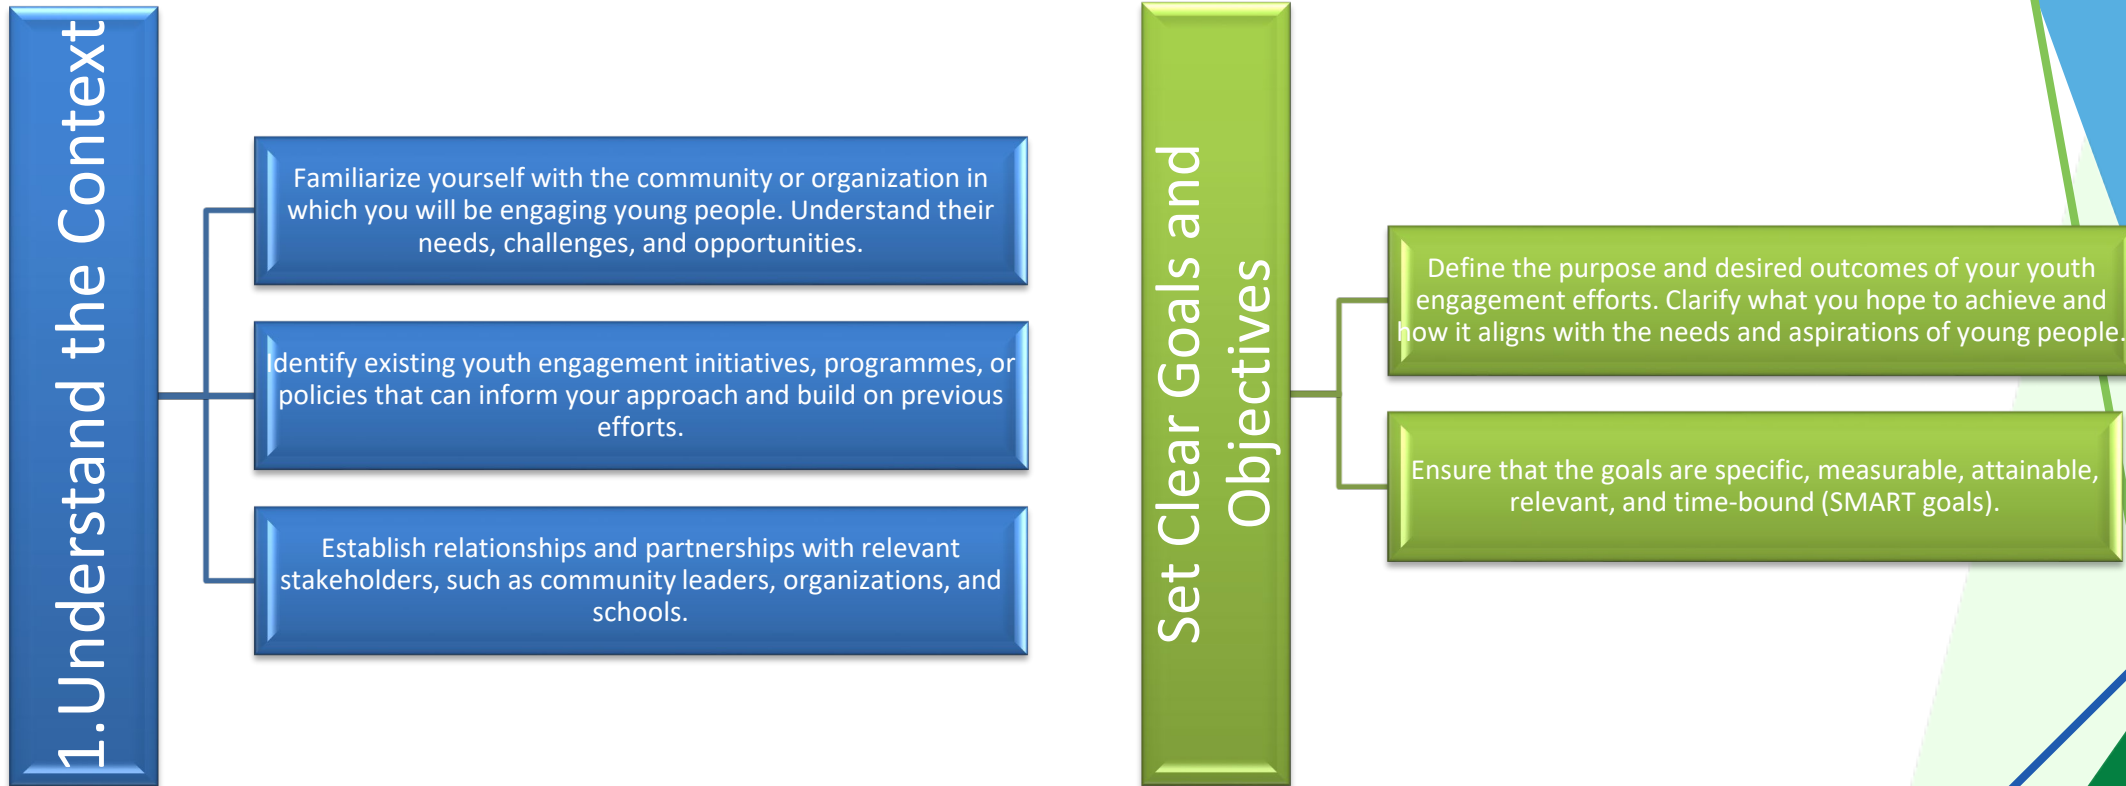 1.Understand the Context
Familiarize yourself with the community or organization in
which you will be engaging young people. Understand their
needs, challenges, and opportunities.
Identify existing youth engagement initiatives, programmes, or
policies that can inform your approach and build on previous
efforts.
Establish relationships and partnerships with relevant
stakeholders, such as community leaders, organizations, and
schools.
Set Clear Goals and
Objectives
Define the purpose and desired outcomes of your youth
engagement efforts. Clarify what you hope to achieve and
how it aligns with the needs and aspirations of young people.
Ensure that the goals are specific, measurable, attainable,
relevant, and time-bound (SMART goals).